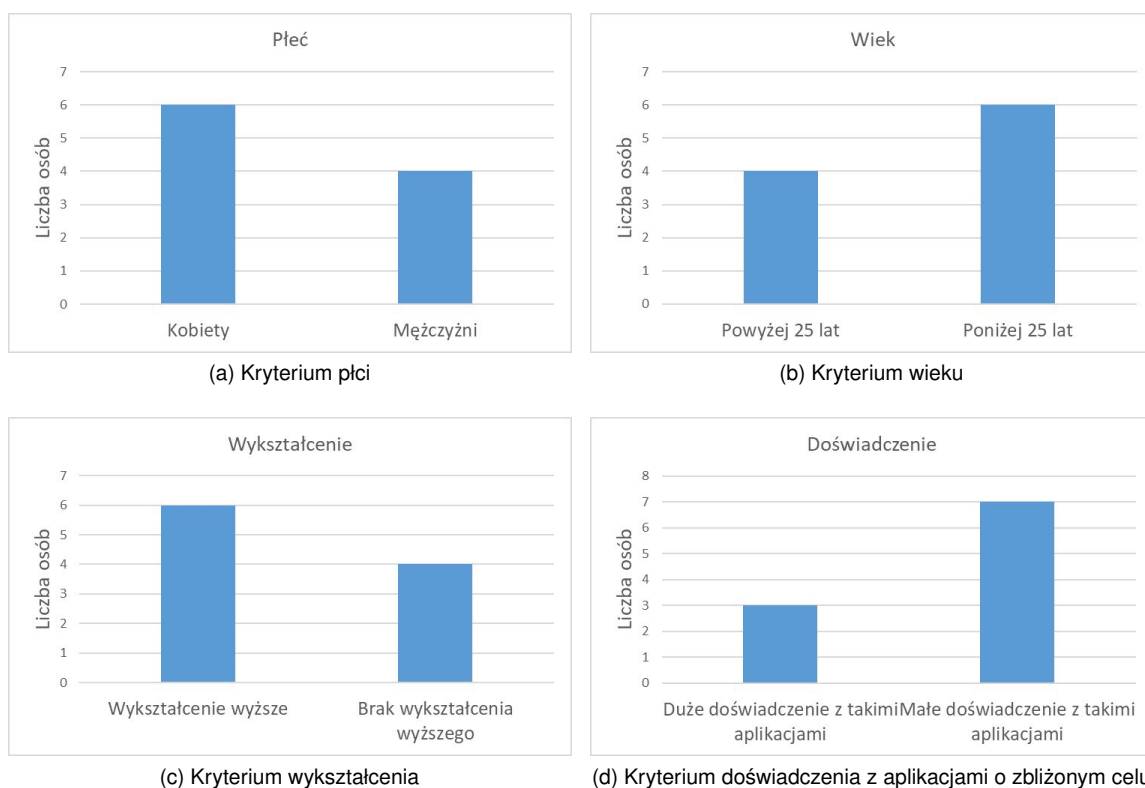 Płeć
Liczba osób
7
6
5
4
3
2
1
0
Kobiety
Mężczyżni
(a) Kryterium płci
Wiek
Liczba osób
7
6
5
4
3
2
1
0
Powyżej 25 lat
Poniżej 25 lat
(b) Kryterium wieku
Wykształcenie
Liczba osób
7
6
5
4
3
2
1
0
Wykształcenie wyższe
Brak wykształcenia
wyższego
(c) Kryterium wykształcenia
Doświadczenie
Liczba osób
8
7
6
5
4
3
2
1
0
Duże doświadczenie z takimi
aplikacjami
Małe doświadczenie z takimi
aplikacjami
(d) Kryterium doświadczenia z aplikacjami o zbliżonym celu